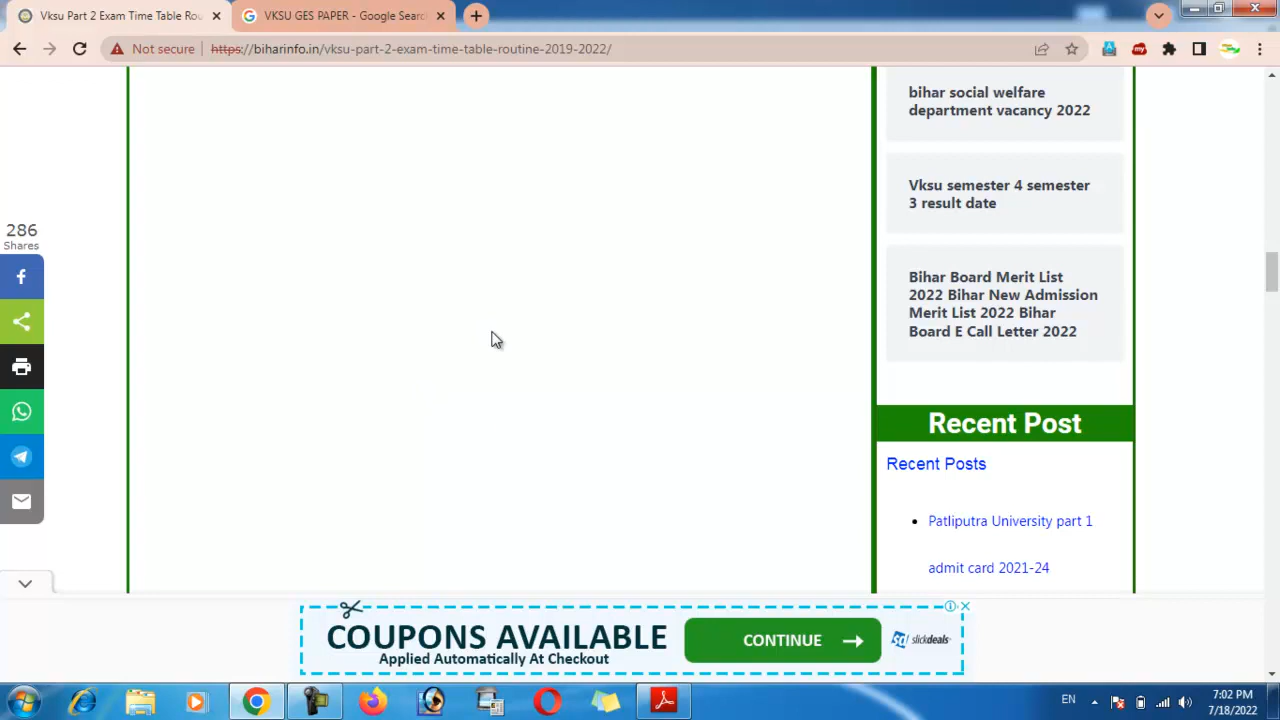 Vksu Part 2 Exam Time Table Rou
VKSU GES PAPER - Google Searc
Not secure
https://biharinfo.in/vksu-part-2-exam-time-table-routine-2019-2022/
bihar social welfare
department vacancy 2022
Vksu semester 4 semester
3 result date
286
Shares
Bihar Board Merit List
2022 Bihar New Admission
Merit List 2022 Bihar
Board E Call Letter 2022
Recent Post
Recent Posts
Patliputra University part 1
admit card 2021-24
COUPONS AVAILABLE
Applied Automatically At Checkout
CONTINUE
slickdeals
EN
7:02 PM
7/18/2022